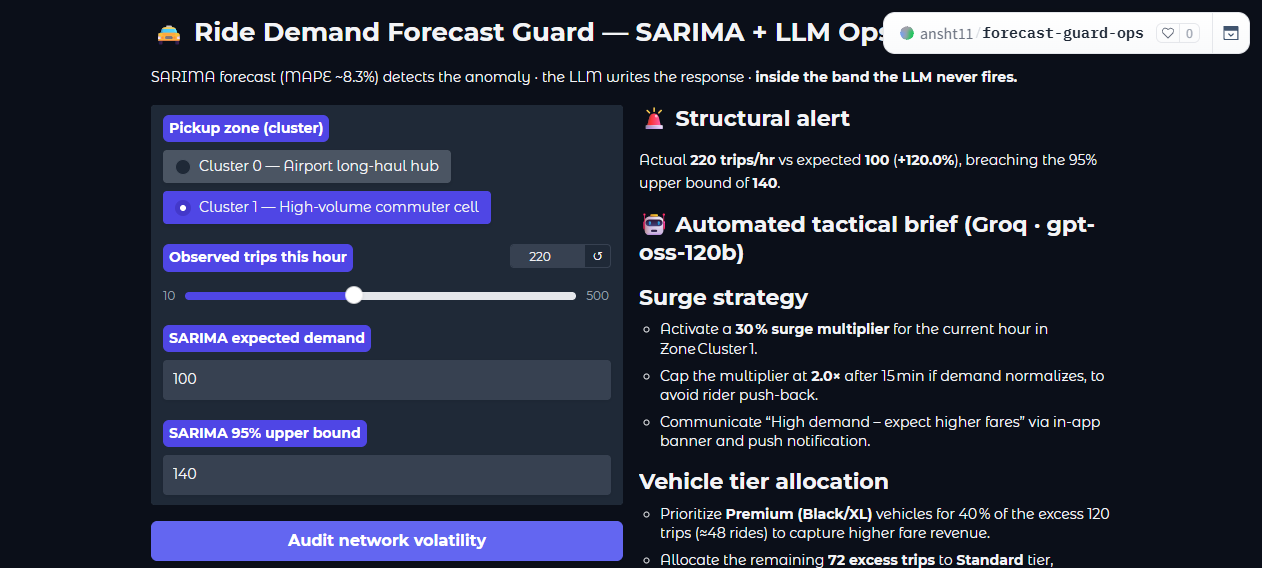 🚖 Ride Demand Forecast Guard — SARIMA + LLM Ops
ansht11/forecast-guard-ops
0
SARIMA forecast (MAPE ~8.3%) detects the anomaly · the LLM writes the response · inside the band the LLM never fires.
Pickup zone (cluster)
Cluster 0 — Airport long-haul hub
Cluster 1 — High-volume commuter cell
Observed trips this hour
220
↺
10
500
SARIMA expected demand
100
SARIMA 95% upper bound
140
Audit network volatility
🚨 Structural alert
Actual 220 trips/hr vs expected 100 (+120.0%), breaching the 95%
upper bound of 140.
🤖 Automated tactical brief (Groq · gpt-
oss-120b)
Surge strategy
Activate a 30 % surge multiplier for the current hour in
Zone Cluster 1.
Cap the multiplier at 2.0× after 15 min if demand normalizes, to
avoid rider push-back.
Communicate “High demand – expect higher fares” via in-app
banner and push notification.
Vehicle tier allocation
Prioritize Premium (Black/XL) vehicles for 40 % of the excess 120
trips (≈48 rides) to capture higher fare revenue.
Allocate the remaining 72 excess trips to Standard tier,